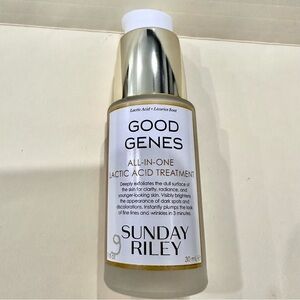 Lactic Acid + Licorice Root
GOOD
GENES
ALL-IN-ONE
LACTIC ACID TREATMENT
Deeply exfoliates the dull surface of
the skin for clarity, radiance, and
younger-looking skin. Visibly brightens
the appearance of dark spots and
discolorations. Instantly plumps the look
of fine lines and wrinkles in 3 minutes.
SUNDAY
RILEY
30 ml